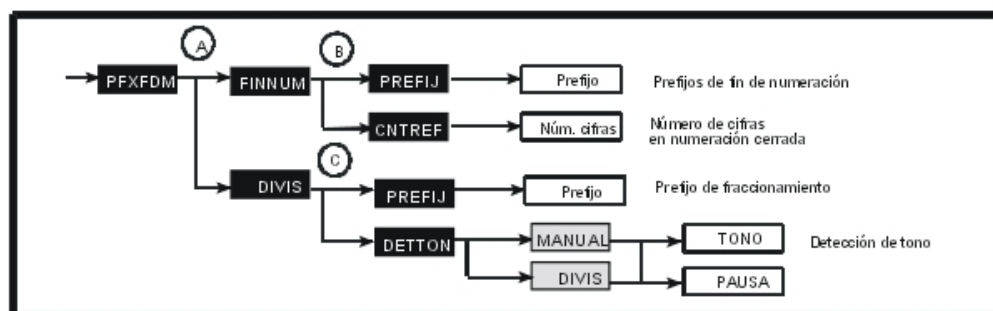 A
B
PFXFDM
FINNUM
PREFIJ
Prefijo
Prefijos de fin de numeración
CNTREF
Núm. cifras
Número de cifras
en numeración cerrada
C
DIVIS
PREFIJ
Prefijo
Prefijo de fraccionamiento
DETTON
MANUAL
TONO
Detección de tono
DIVIS
PAUSA